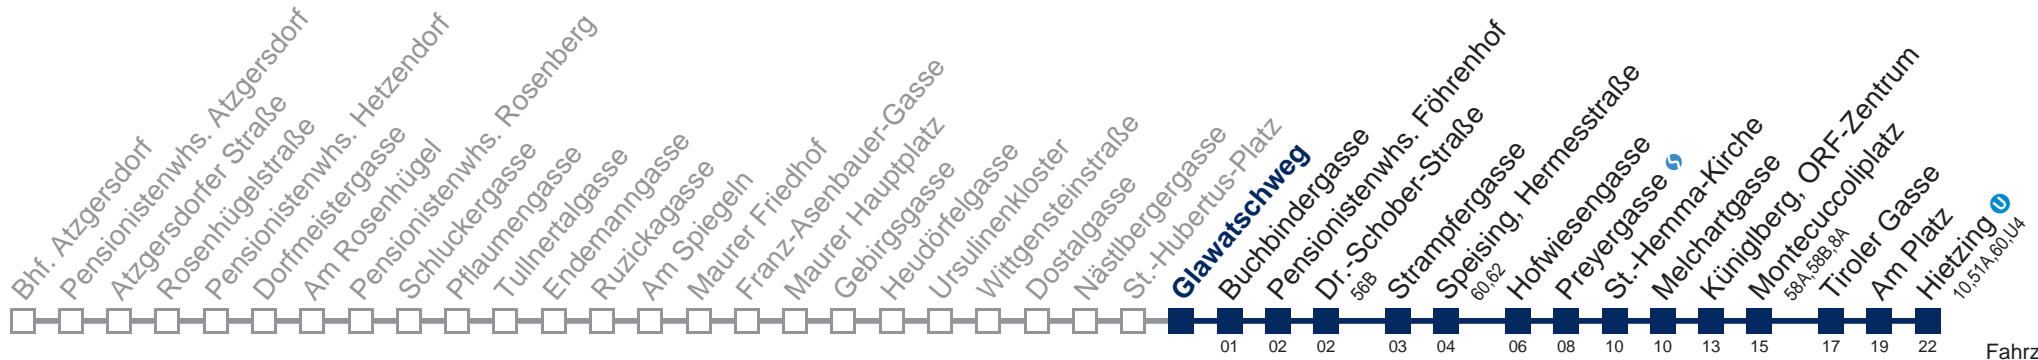 Bhf. Atzgersdorf
Pensionistenwhs. Atzgersdorf
Atzgersdorfer Straße
Rosenhügelstraße
Pensionistenwhs. Hetzendorf
Dorfmeistergasse
Am Rosenhügel
Pensionistenwhs. Rosenberg
Schluckergasse
Pflaumengasse
Tullnertalgasse
Endemanngasse
Ruzickagasse
Am Spiegeln
Maurer Friedhof
Franz-Asenbauer-Gasse
Maurer Hauptplatz
Gebirgsgasse
Heudörfelgasse
Ursulinenkloster
Wittgensteinstraße
Dostalgasse
Nästlbergergasse
St.-Hubertus-Platz
Glawatschweg
Buchbindergasse
Pensionistenwhs. Föhrenhof
Dr.-Schober-Straße
56B
Strampfergasse
Speising, Hermesstraße
60,62
Hofwiesengasse
Preyergasse S
St.-Hemma-Kirche
Melchartgasse
Küniglberg, ORF-Zentrum
Montecuccoliplatz
58A,58B,8A
Tiroler Gasse
Am Platz
Hietzing U
10,51A,60,U4
01 02 02 03 04 06 08 10 10 13 15 17 19 22
Fahrz